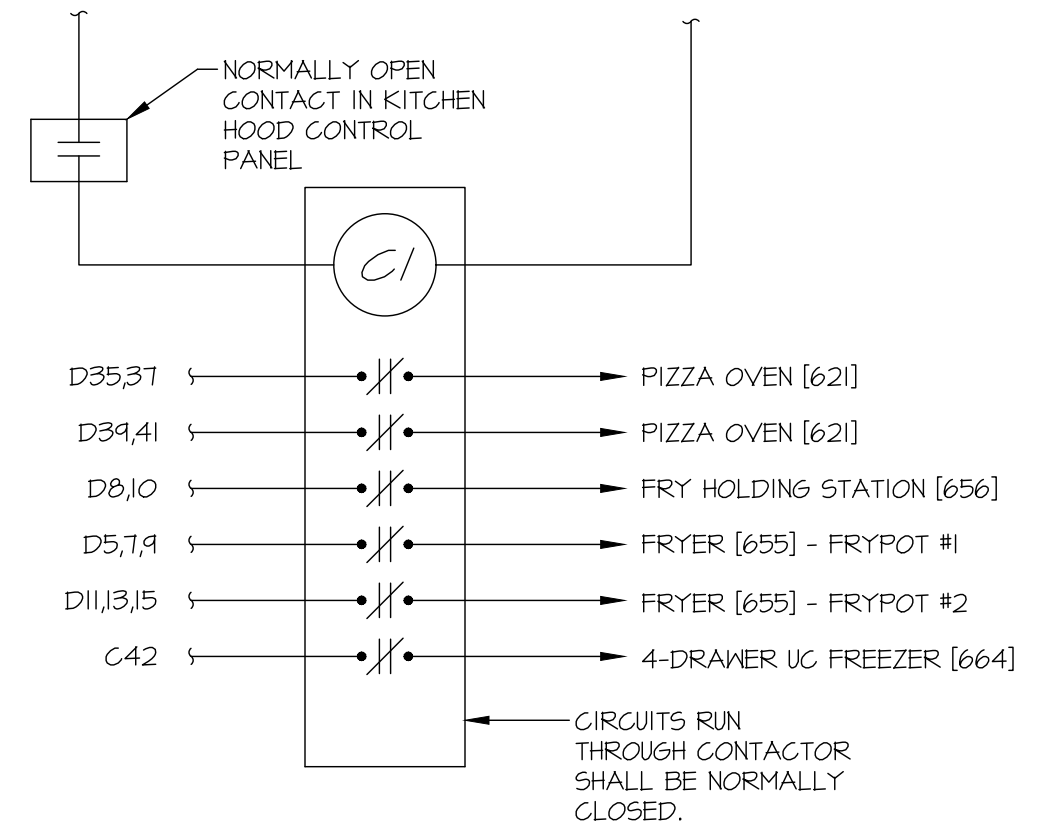 NORMALLY OPEN
CONTACT IN KITCHEN
HOOD CONTROL
PANEL
C1
D35,37
PIZZA OVEN [621]
D39,41
PIZZA OVEN [621]
D8,10
FRY HOLDING STATION [656]
D5,7,9
FRYER [655] - FRYPOT #1
D11,13,15
FRYER [655] - FRYPOT #2
C42
4-DRAWER UC FREEZER [664]
CIRCUITS RUN
THROUGH CONTACTOR
SHALL BE NORMALLY
CLOSED.